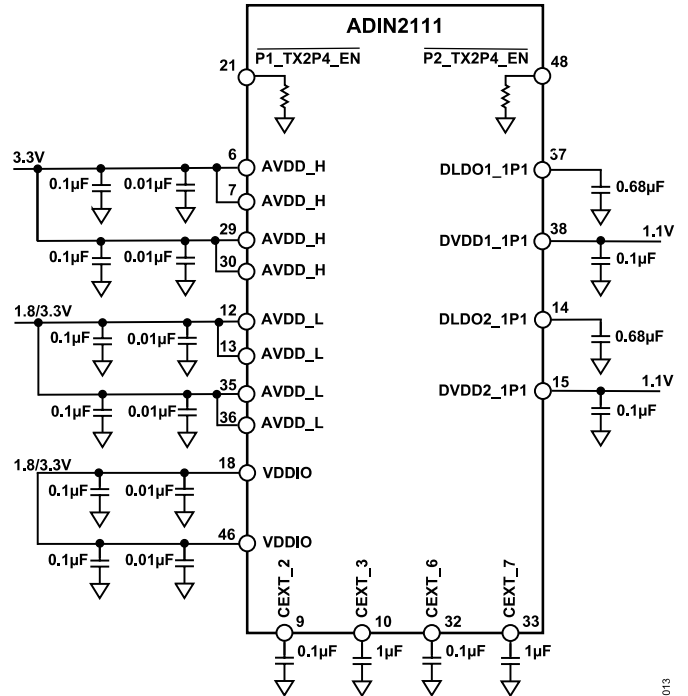 ADIN2111
21
P1_TX2P4_EN
P2_TX2P4_EN
48
3.3V
0.1µF
0.01µF
6
AVDD_H
7
AVDD_H
0.1µF
0.01µF
29
AVDD_H
30
AVDD_H
1.8/3.3V
0.1µF
0.01µF
12
AVDD_L
13
AVDD_L
0.1µF
0.01µF
35
AVDD_L
36
AVDD_L
1.8/3.3V
0.1µF
0.01µF
18
VDDIO
0.1µF
0.01µF
46
VDDIO
DLDO1_1P1
37
0.68µF
DVDD1_1P1
38
1.1V
0.1µF
DLDO2_1P1
14
0.68µF
DVDD2_1P1
15
1.1V
0.1µF
CEXT_2
9
0.1µF
CEXT_3
10
1µF
CEXT_6
32
0.1µF
CEXT_7
33
1µF
013